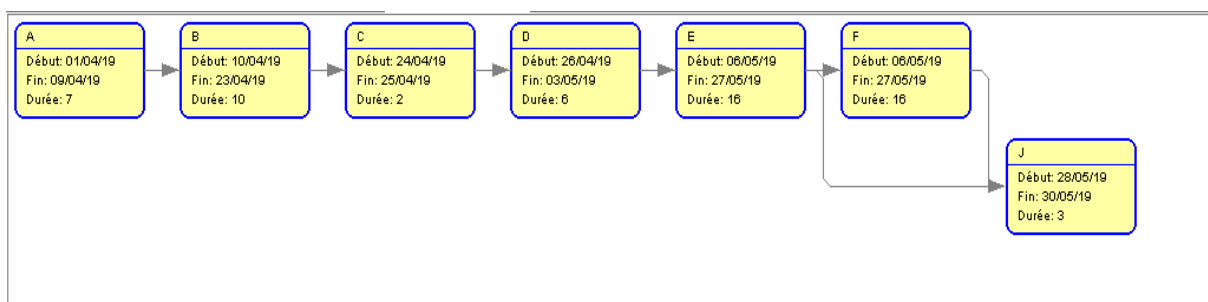 A
Début: 01/04/19
Fin: 09/04/19
Durée: 7
B
Début: 10/04/19
Fin: 23/04/19
Durée: 10
C
Début: 24/04/19
Fin: 25/04/19
Durée: 2
D
Début: 26/04/19
Fin: 03/05/19
Durée: 6
E
Début: 06/05/19
Fin: 27/05/19
Durée: 16
F
Début: 06/05/19
Fin: 27/05/19
Durée: 16
J
Début: 28/05/19
Fin: 30/05/19
Durée: 3